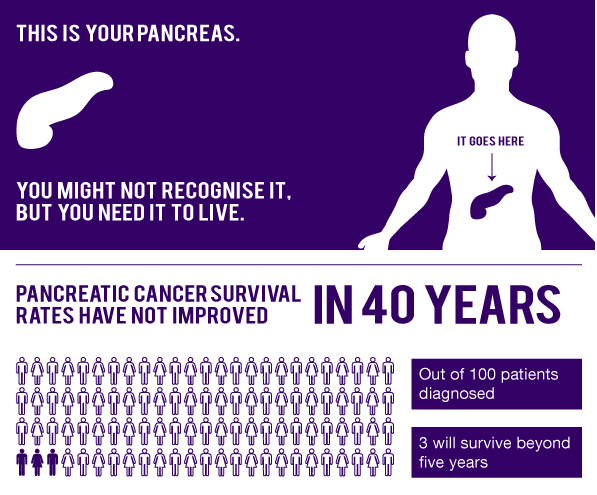 THIS IS YOUR PANCREAS.
IT GOES HERE
YOU MIGHT NOT RECOGNISE IT,
BUT YOU NEED IT TO LIVE.
PANCREATIC CANCER SURVIVAL
RATES HAVE NOT IMPROVED
IN 40 YEARS
Out of 100 patients
diagnosed
3 will survive beyond
five years